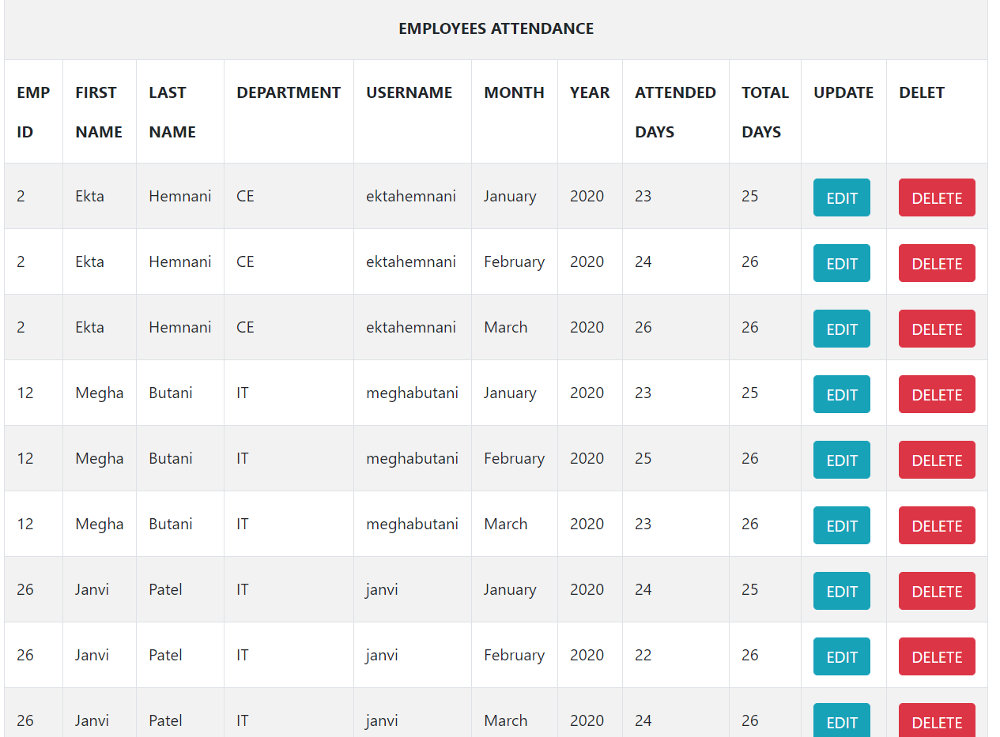 EMPLOYEES ATTENDANCE
EMP ID FIRST NAME LAST NAME DEPARTMENT USERNAME MONTH YEAR ATTENDED DAYS TOTAL DAYS UPDATE DELET
2 Ekta Hemnani CE ektahemnani January 2020 23 25 EDIT DELETE
2 Ekta Hemnani CE ektahemnani February 2020 24 26 EDIT DELETE
2 Ekta Hemnani CE ektahemnani March 2020 26 26 EDIT DELETE
12 Megha Butani IT meghabutani January 2020 23 25 EDIT DELETE
12 Megha Butani IT meghabutani February 2020 25 26 EDIT DELETE
12 Megha Butani IT meghabutani March 2020 23 26 EDIT DELETE
26 Janvi Patel IT janvi January 2020 24 25 EDIT DELETE
26 Janvi Patel IT janvi February 2020 22 26 EDIT DELETE
26 Janvi Patel IT janvi March 2020 24 26 EDIT DELETE